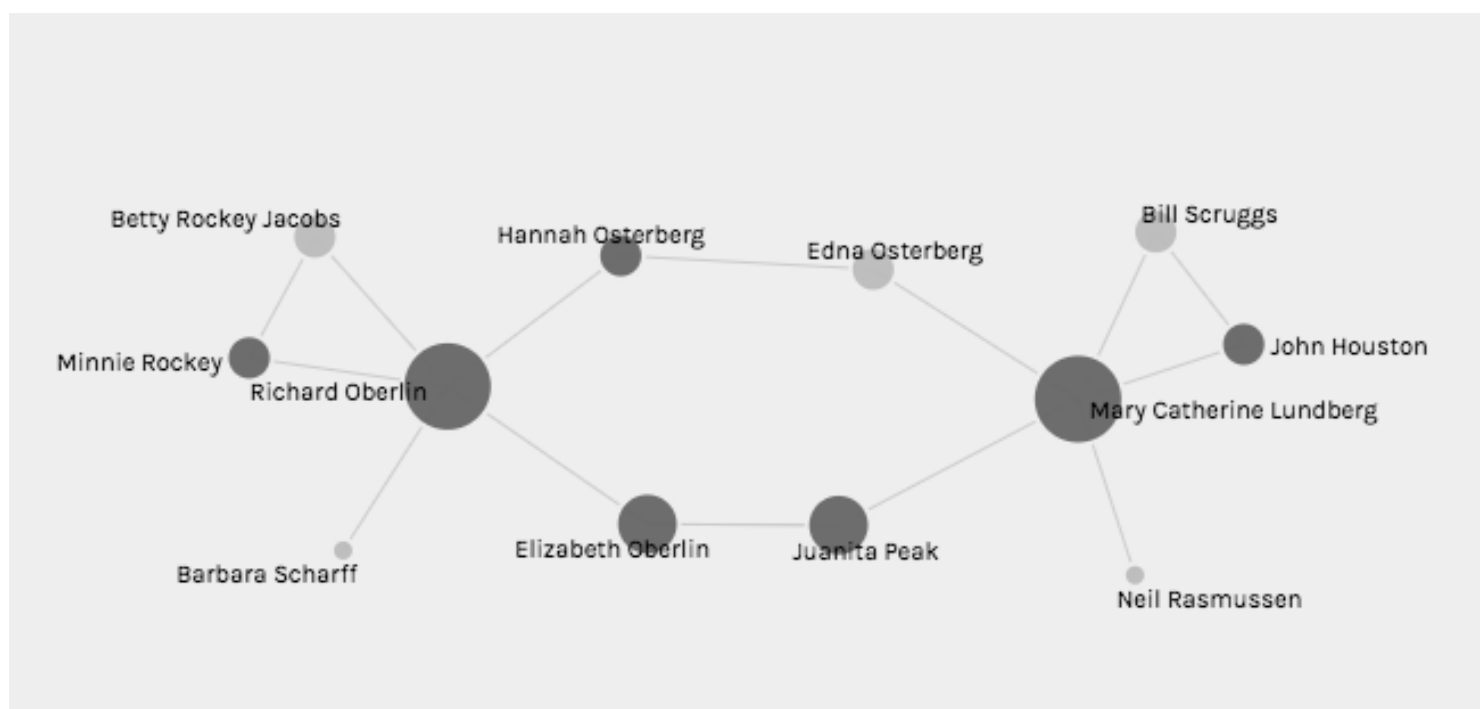 Betty Rockey Jacobs
Hannah Osterberg
Edna Osterberg
Bill Scruggs
Minnie Rockey
Richard Oberlin
John Houston
Mary Catherine Lundberg
Barbara Scharff
Elizabeth Oberlin
Juanita Peak
Neil Rasmussen